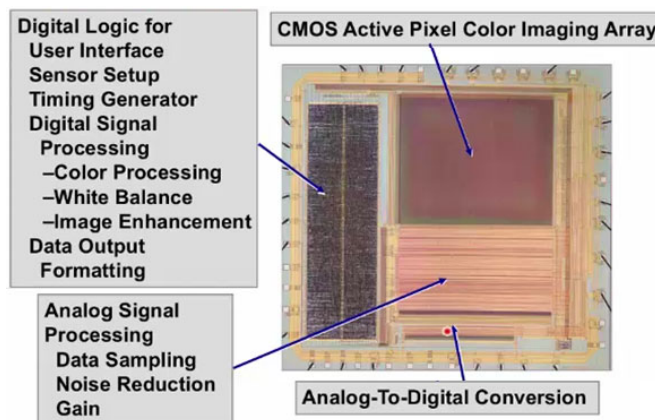 Digital Logic for
User Interface
Sensor Setup
Timing Generator
Digital Signal
Processing
–Color Processing
–White Balance
–Image Enhancement
Data Output
Formatting
CMOS Active Pixel Color Imaging Array
Analog Signal
Processing
Data Sampling
Noise Reduction
Gain
Analog-To-Digital Conversion